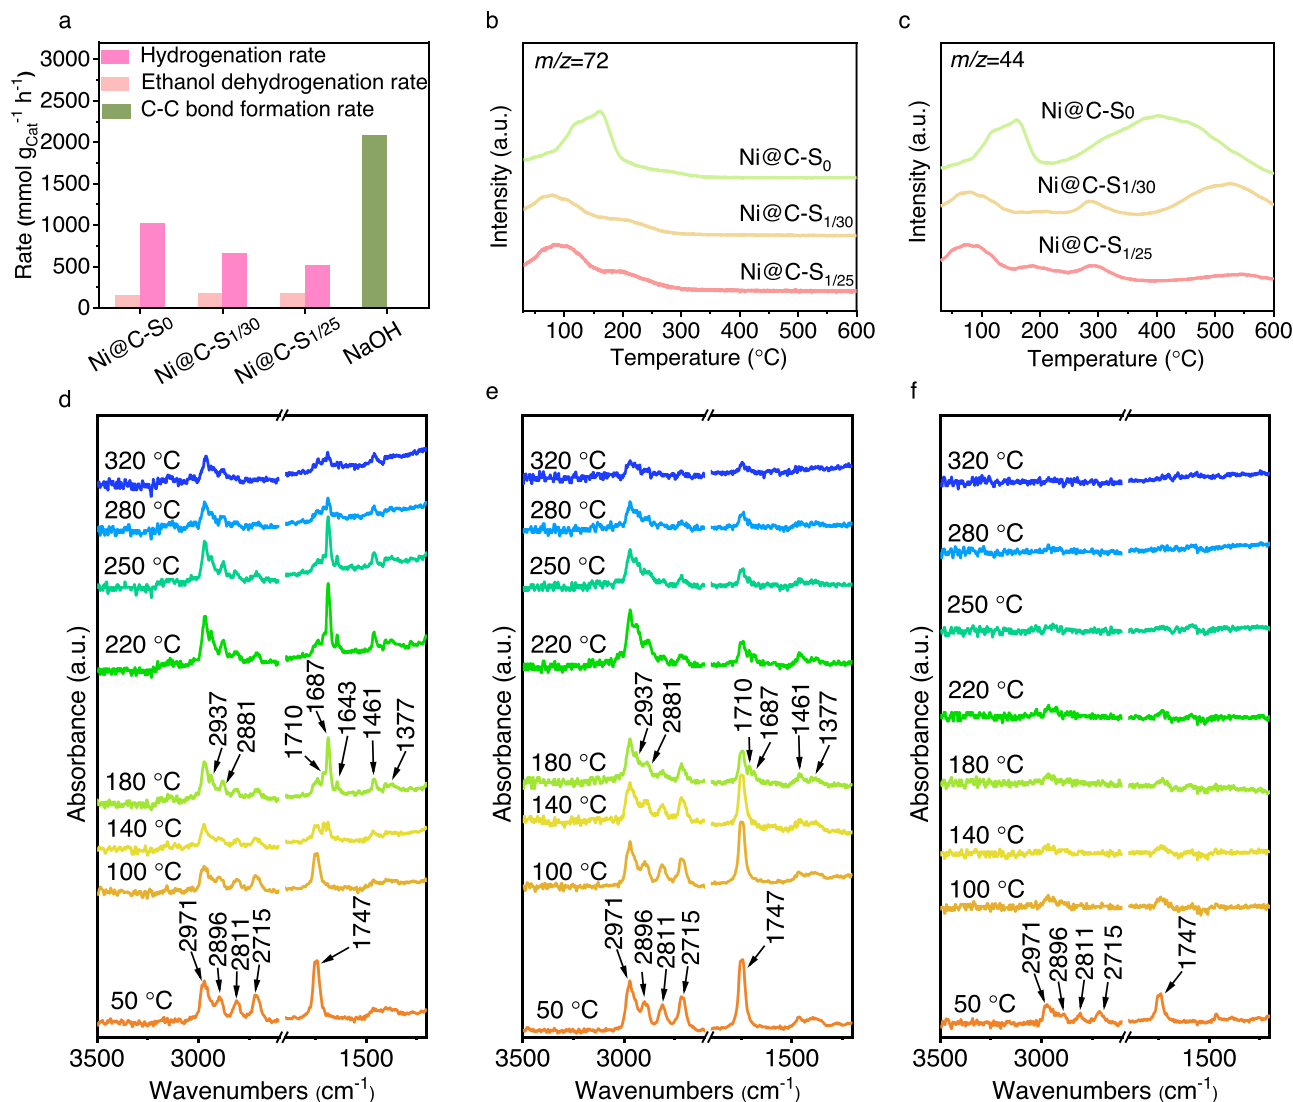 a
3000
2500
2000
1500
1000
500
0
Rate (mmol g_Cat^-1 h^-1)
Hydrogenation rate
Ethanol dehydrogenation rate
C-C bond formation rate
Ni@C-S0
Ni@C-S1/30
Ni@C-S1/25
NaOH
b
m/z=72
Intensity (a.u.)
Ni@C-S0
Ni@C-S1/30
Ni@C-S1/25
100 200 300 400 500 600
Temperature (°C)
c
m/z=44
Intensity (a.u.)
Ni@C-S0
Ni@C-S1/30
Ni@C-S1/25
100 200 300 400 500 600
Temperature (°C)
d
Absorbance (a.u.)
320 °C
280 °C
250 °C
220 °C
2937
2881
1710
1687
1643
1461
1377
180 °C
140 °C
100 °C
2971
2896
2811
2715
1747
50 °C
3500 3000 1500
Wavenumbers (cm^-1)
e
Absorbance (a.u.)
320 °C
280 °C
250 °C
220 °C
2937
2881
1710
1687
1461
1377
180 °C
140 °C
100 °C
2971
2896
2811
2715
1747
50 °C
3500 3000 1500
Wavenumbers (cm^-1)
f
Absorbance (a.u.)
320 °C
280 °C
250 °C
220 °C
180 °C
140 °C
100 °C
2971
2896
2811
2715
1747
50 °C
3500 3000 1500
Wavenumbers (cm^-1)